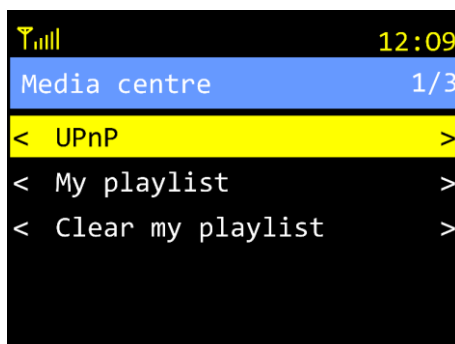 12:09
Media centre 1/3
< UPnP >
< My playlist >
< Clear my playlist >